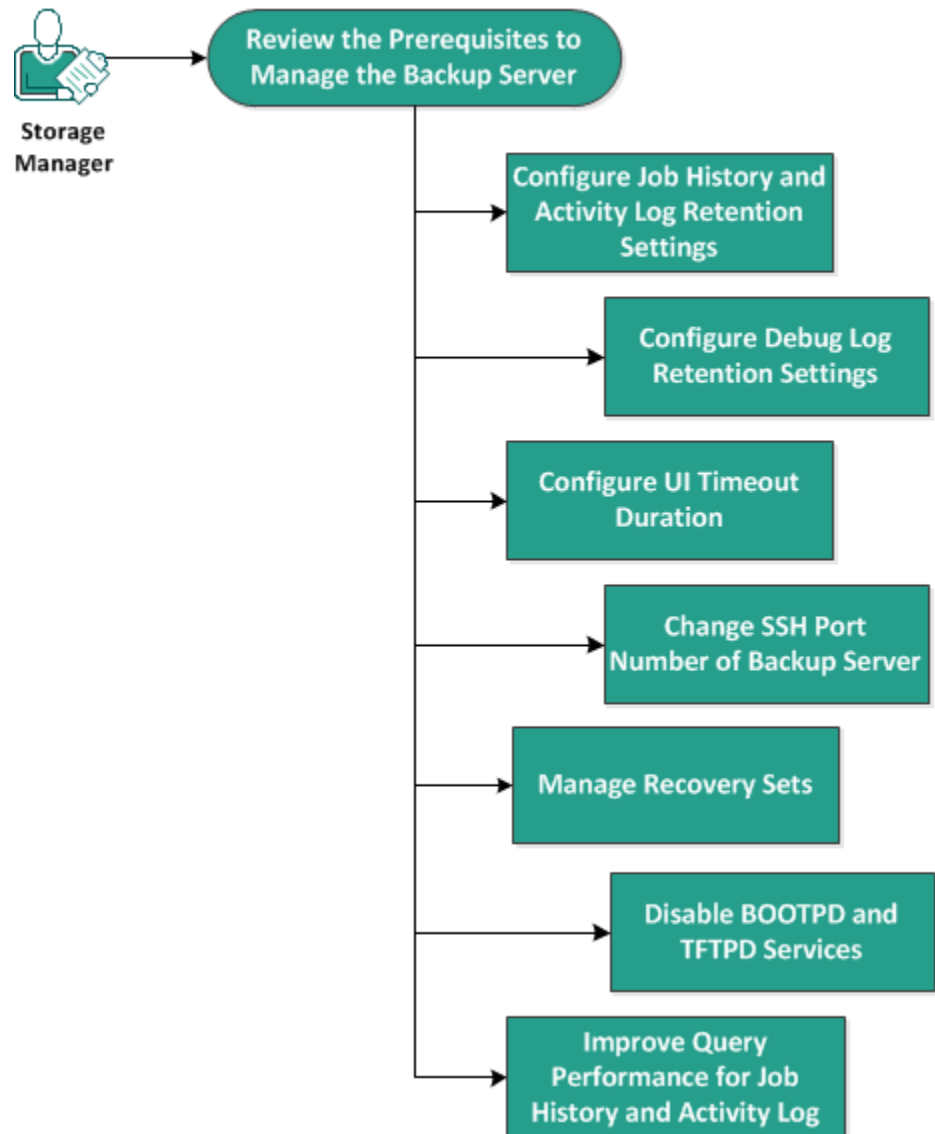 Review the Prerequisites to
Manage the Backup Server
Storage
Manager
Configure Job History and
Activity Log Retention
Settings
Configure Debug Log
Retention Settings
Configure UI Timeout
Duration
Change SSH Port
Number of Backup Server
Manage Recovery Sets
Disable BOOTPD and
TFTPD Services
Improve Query
Performance for Job
History and Activity Log